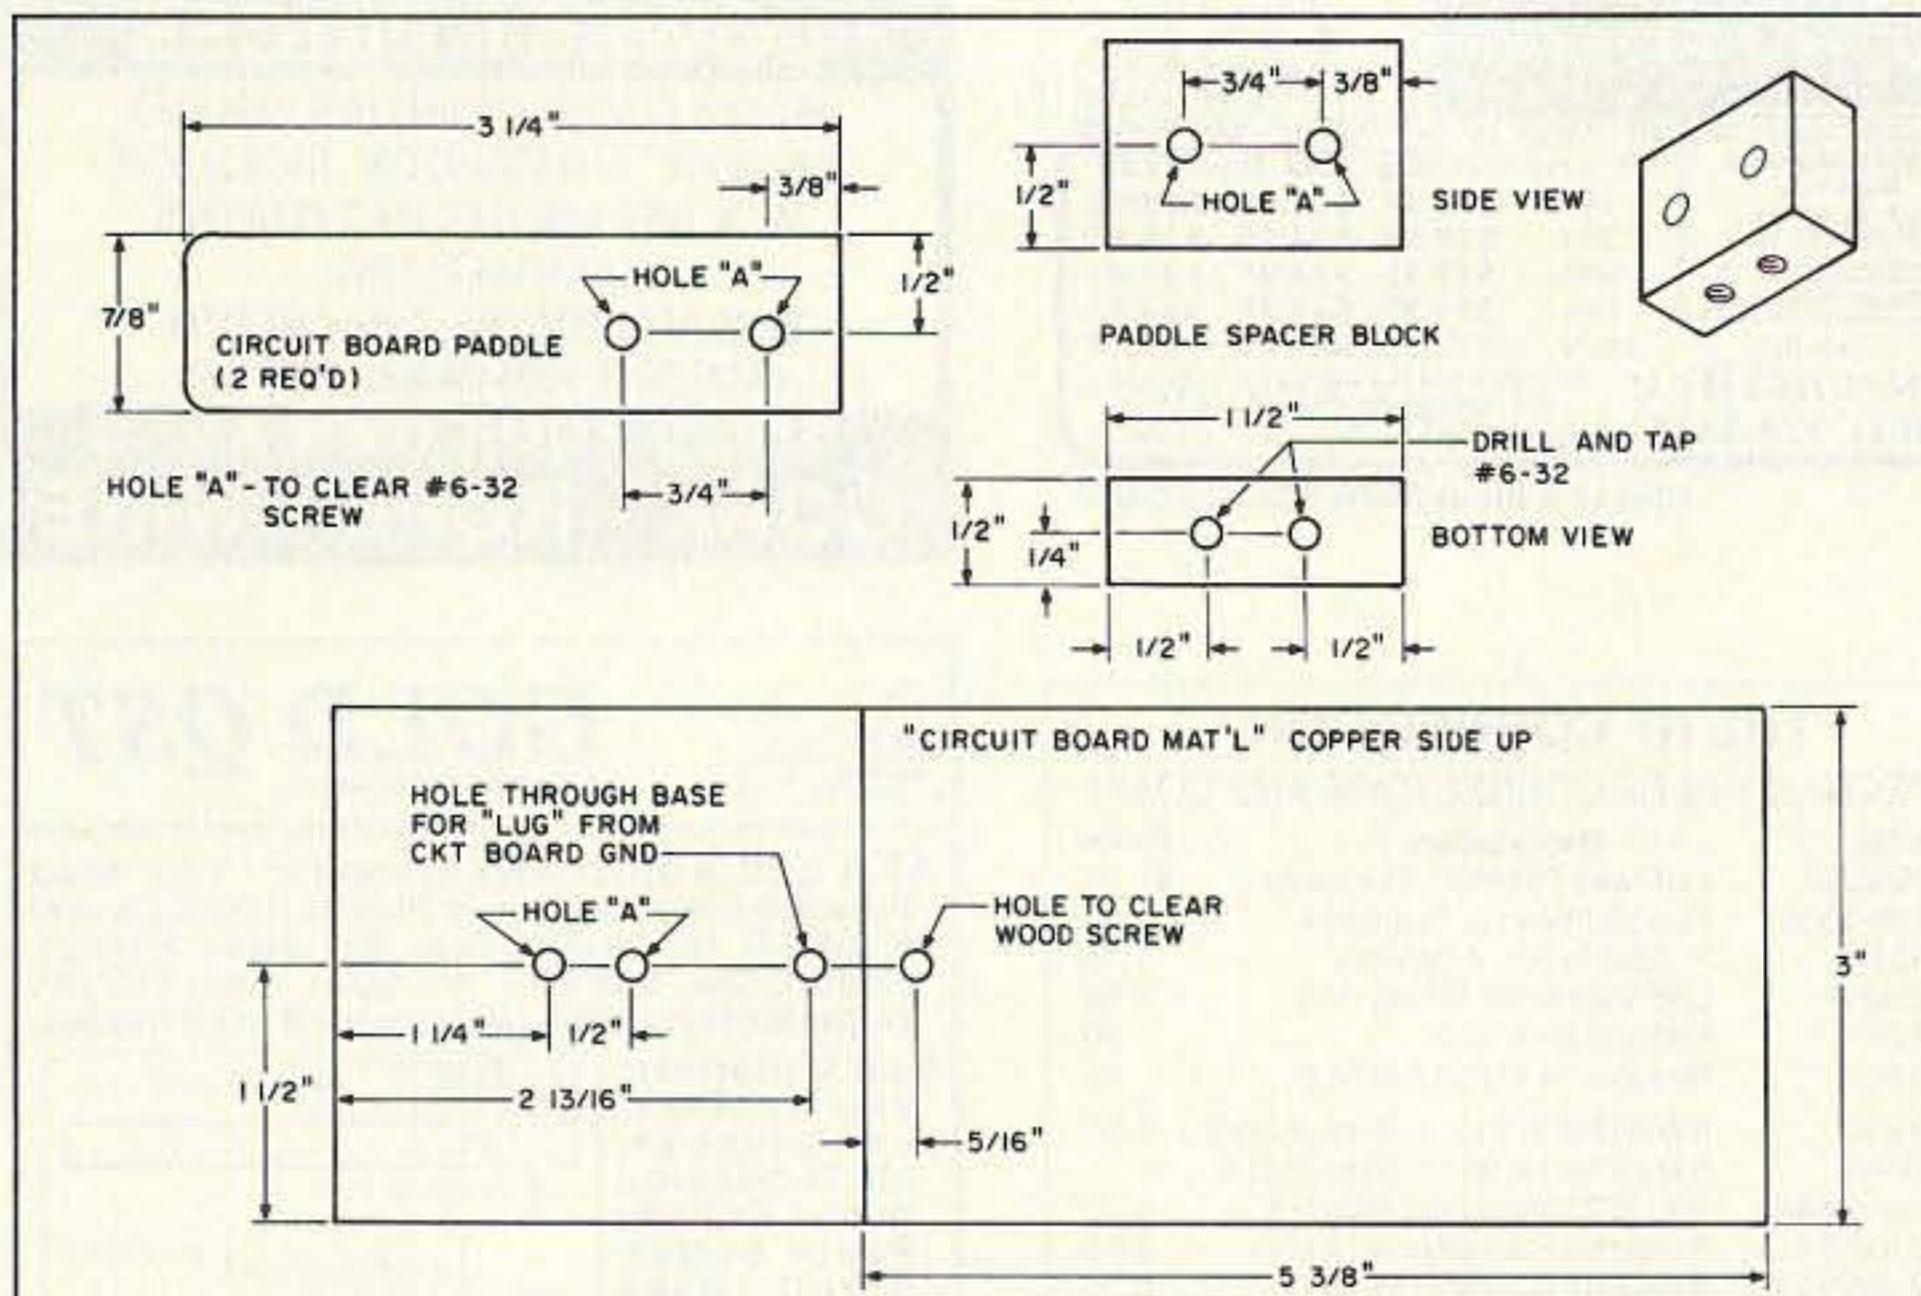 3 1/4"
3/8"
7/8"
HOLE "A"
1/2"
CIRCUIT BOARD PADDLE
(2 REQ'D)
3/4"
HOLE "A" - TO CLEAR #6-32
SCREW
3/4"
3/8"
1/2"
HOLE "A"
SIDE VIEW
PADDLE SPACER BLOCK
1 1/2"
DRILL AND TAP
#6-32
1/2"
1/4"
BOTTOM VIEW
1/2"
1/2"
"CIRCUIT BOARD MAT'L" COPPER SIDE UP
HOLE THROUGH BASE
FOR "LUG" FROM
CKT BOARD GND
HOLE "A"
HOLE TO CLEAR
WOOD SCREW
3"
1 1/4"
1/2"
1 1/2"
2 13/16"
5/16"
5 3/8"